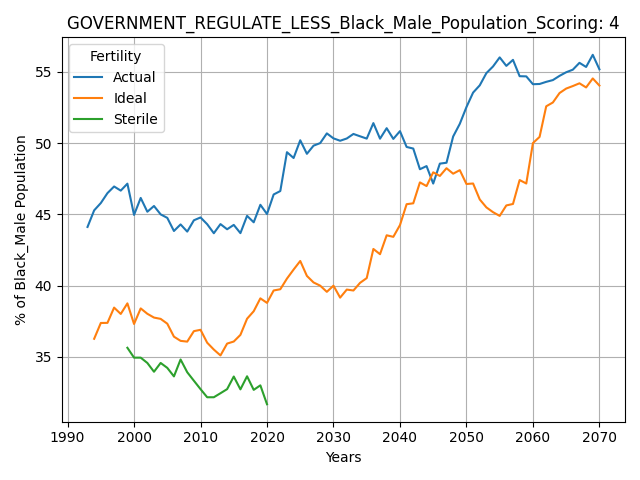 GOVERNMENT_REGULATE_LESS_Black_Male_Population_Scoring: 4
Fertility
Actual
Ideal
Sterile
% of Black_Male Population
55
50
45
40
35
1990 2000 2010 2020 2030 2040 2050 2060 2070
Years